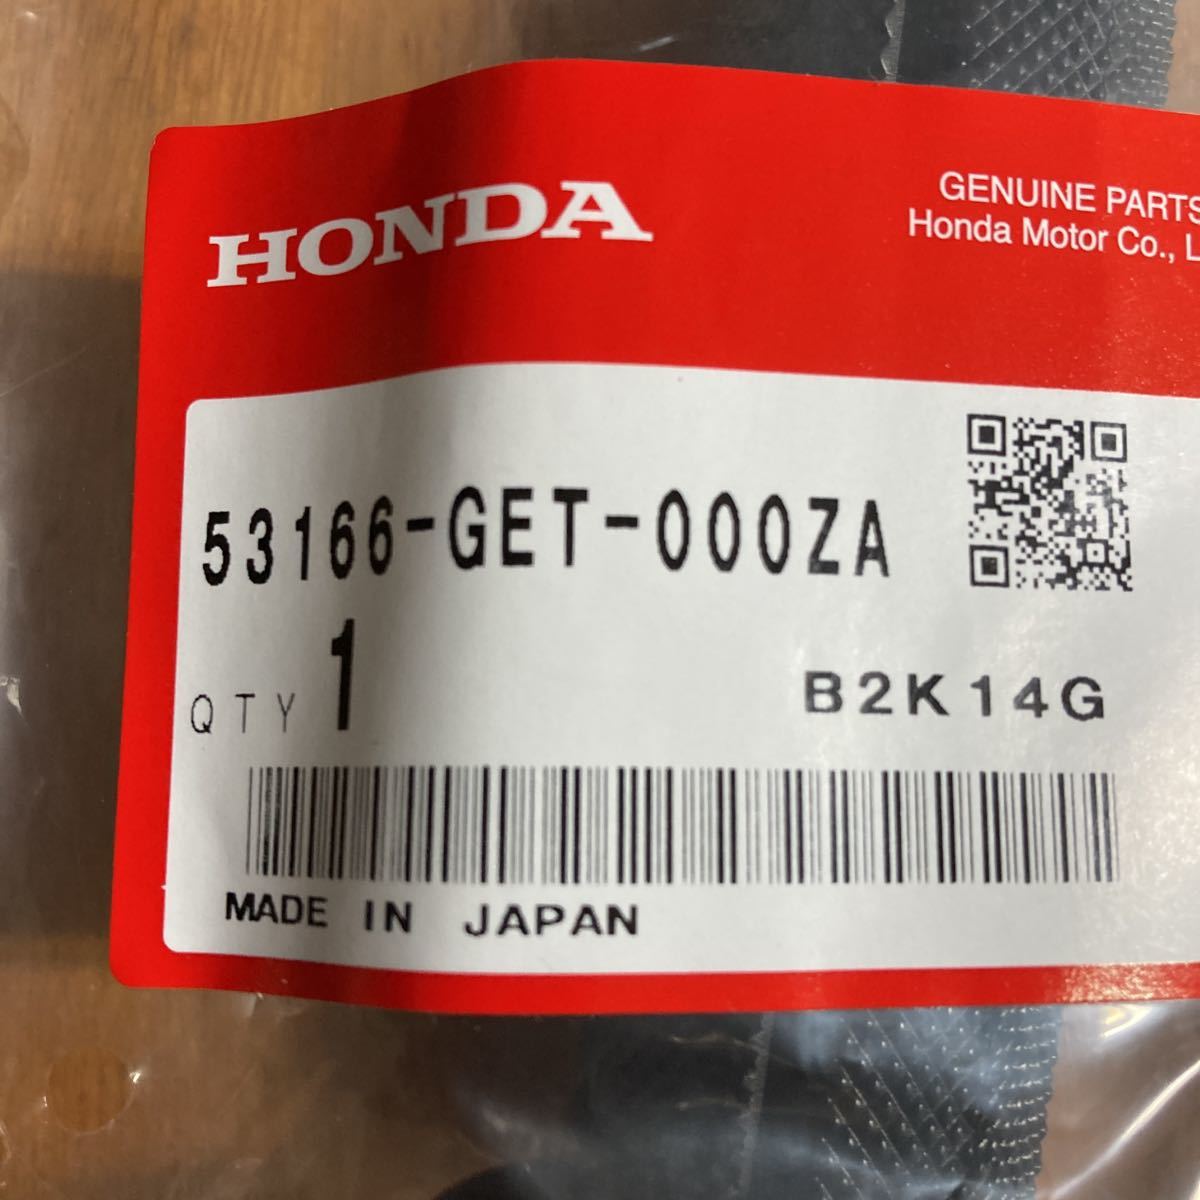 HONDA
GENUINE PARTS
Honda Motor Co., L
53166-GET-000ZA
QTY 1
B2K14G
MADE IN JAPAN